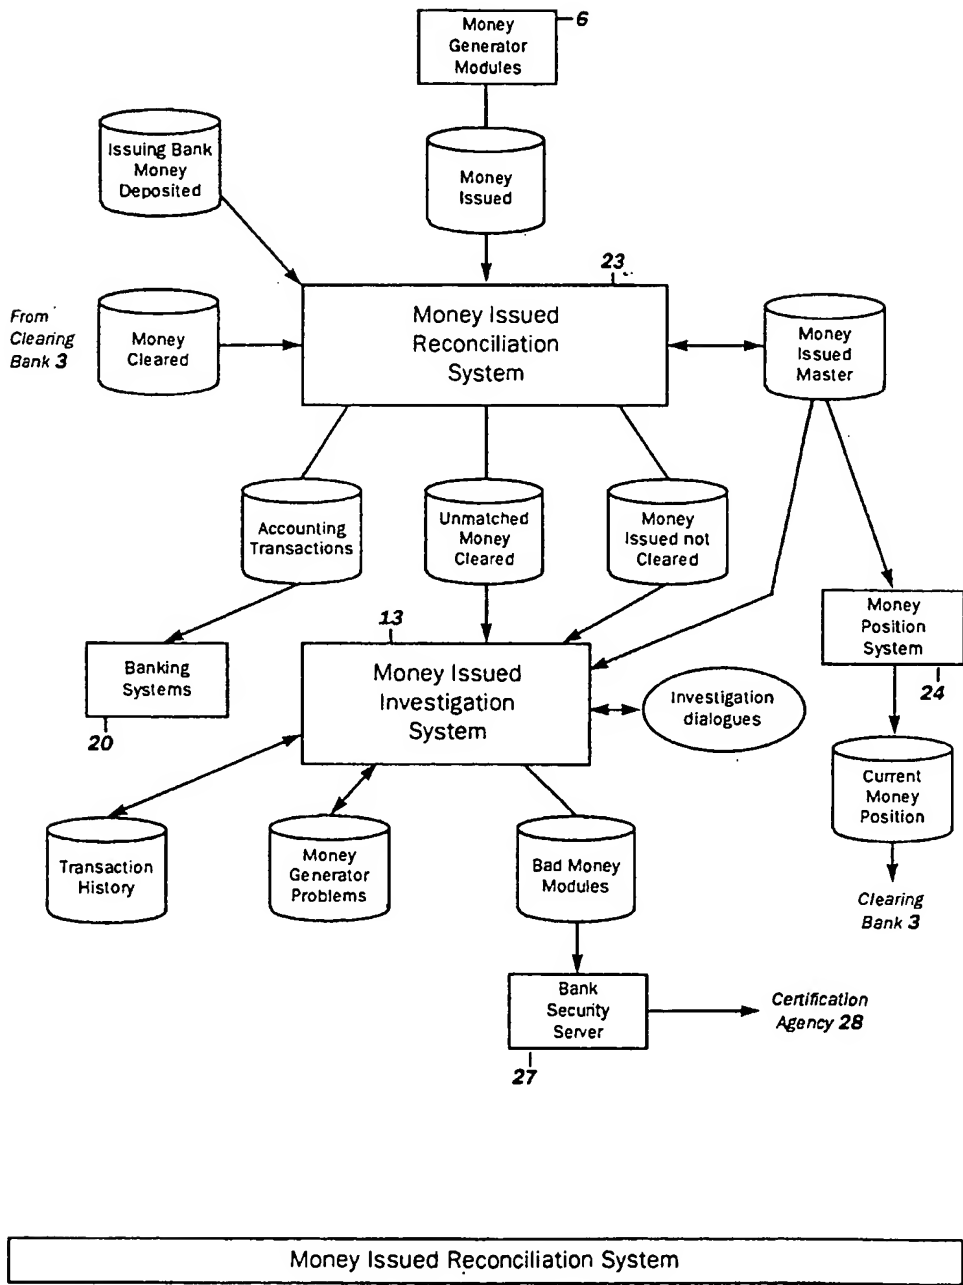 Money
Generator
Modules
6
Issuing Bank
Money
Deposited
Money
Issued
23
From
Clearing
Bank 3
Money
Cleared
Money Issued
Reconciliation
System
Money
Issued
Master
Accounting
Transactions
Unmatched
Money
Cleared
Money
Issued not
Cleared
13
Banking
Systems
20
Money Issued
Investigation
System
Investigation
dialogues
Money
Position
System
24
Transaction
History
Money
Generator
Problems
Bad Money
Modules
Current
Money
Position
Clearing
Bank 3
Bank
Security
Server
27
Certification
Agency 28
Money Issued Reconciliation System